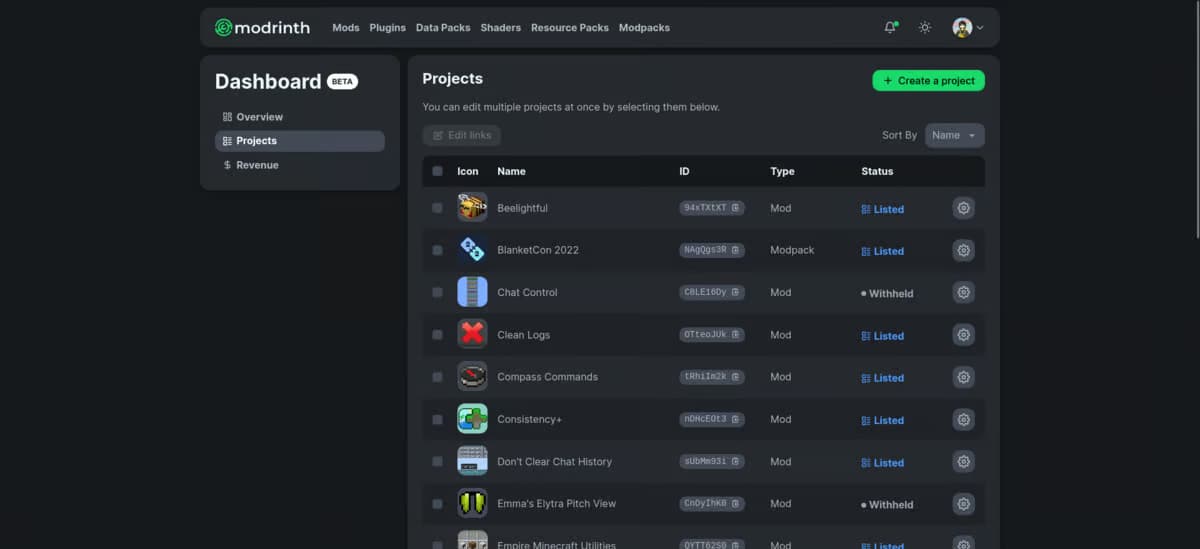 modrinth Mods Plugins Data Packs Shaders Resource Packs Modpacks
Dashboard BETA
Overview
Projects
Revenue
Projects
+ Create a project
You can edit multiple projects at once by selecting them below.
Edit links
Sort By Name
Icon Name ID Type Status
Beelightful 94xTXtXT Mod Listed
BlanketCon 2022 NAgQgs3R Modpack Listed
Chat Control C8LE16Dy Mod Withheld
Clean Logs OTteoJUk Mod Listed
Compass Commands tRhiIm2k Mod Listed
Consistency+ nDHcEOt3 Mod Listed
Don't Clear Chat History sUbMm93i Mod Listed
Emma's Elytra Pitch View CnDyIhK0 Mod Withheld
Empire Minecraft Utilities Mod Listed